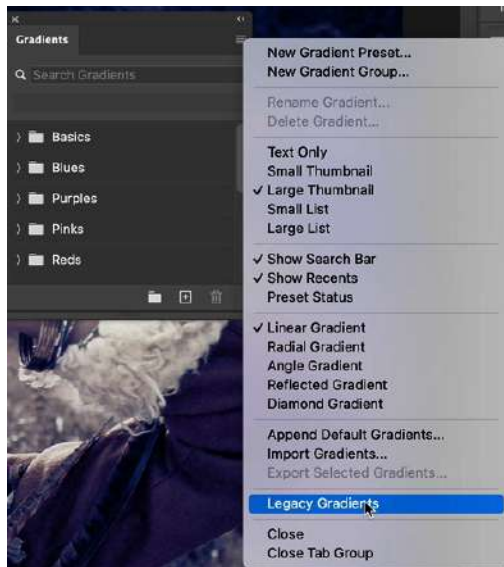 Gradients
Search Gradients
Basics
Blues
Purples
Pinks
Reds
New Gradient Preset...
New Gradient Group...
Rename Gradient...
Delete Gradient...
Text Only
Small Thumbnail
Large Thumbnail
Small List
Large List
Show Search Bar
Show Recents
Preset Status
Linear Gradient
Radial Gradient
Angle Gradient
Reflected Gradient
Diamond Gradient
Append Default Gradients...
Import Gradients...
Export Selected Gradients...
Legacy Gradients
Close
Close Tab Group